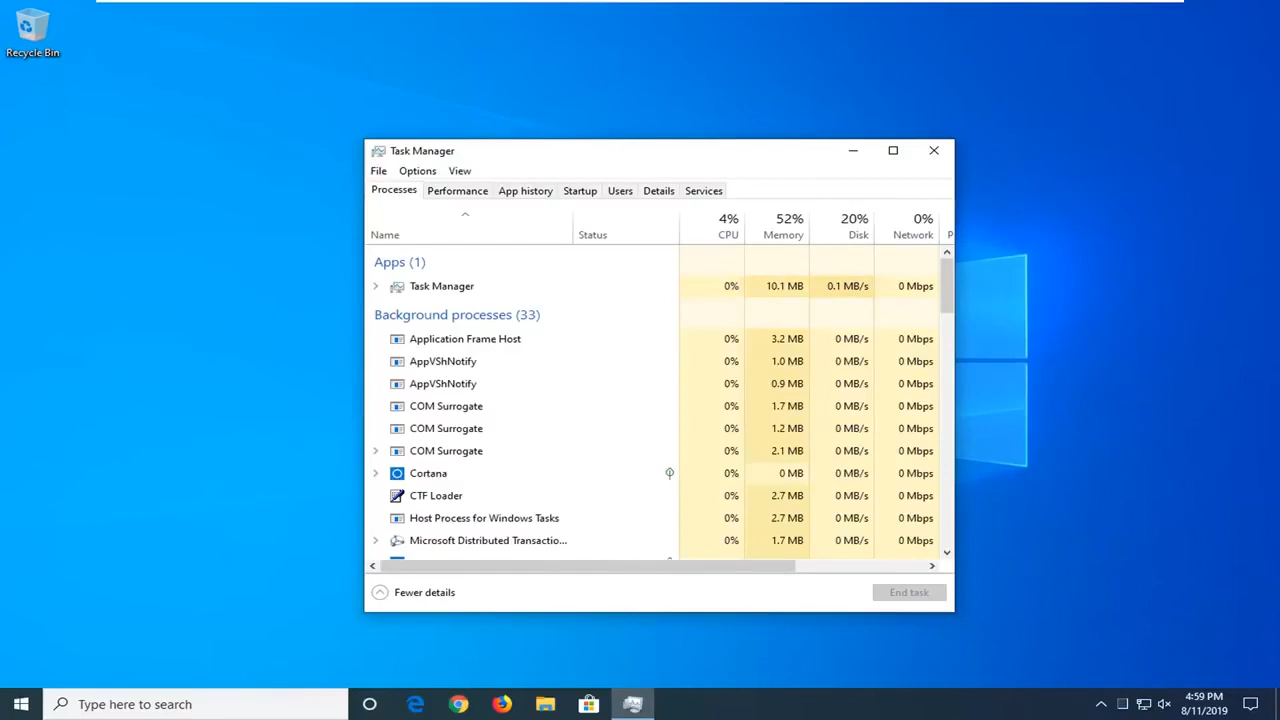 Recycle Bin
Task Manager
File Options View
Processes Performance App history Startup Users Details Services
4% 52% 20% 0%
Name Status CPU Memory Disk Network P
Apps (1)
Task Manager 0% 10.1 MB 0.1 MB/s 0 Mbps
Background processes (33)
Application Frame Host 0% 3.2 MB 0 MB/s 0 Mbps
AppVShNotify 0% 1.0 MB 0 MB/s 0 Mbps
AppVShNotify 0% 0.9 MB 0 MB/s 0 Mbps
COM Surrogate 0% 1.7 MB 0 MB/s 0 Mbps
COM Surrogate 0% 1.2 MB 0 MB/s 0 Mbps
COM Surrogate 0% 2.1 MB 0 MB/s 0 Mbps
Cortana 0% 0 MB 0 MB/s 0 Mbps
CTF Loader 0% 2.7 MB 0 MB/s 0 Mbps
Host Process for Windows Tasks 0% 2.7 MB 0 MB/s 0 Mbps
Microsoft Distributed Transactio... 0% 1.7 MB 0 MB/s 0 Mbps
Fewer details End task
Type here to search
4:59 PM
8/11/2019